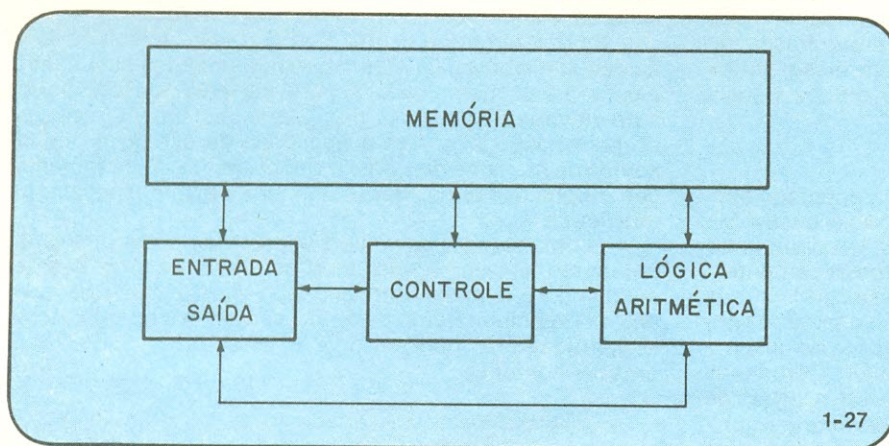 MEMÓRIA
ENTRADA
SAÍDA
CONTROLE
LÓGICA
ARITMÉTICA
1-27